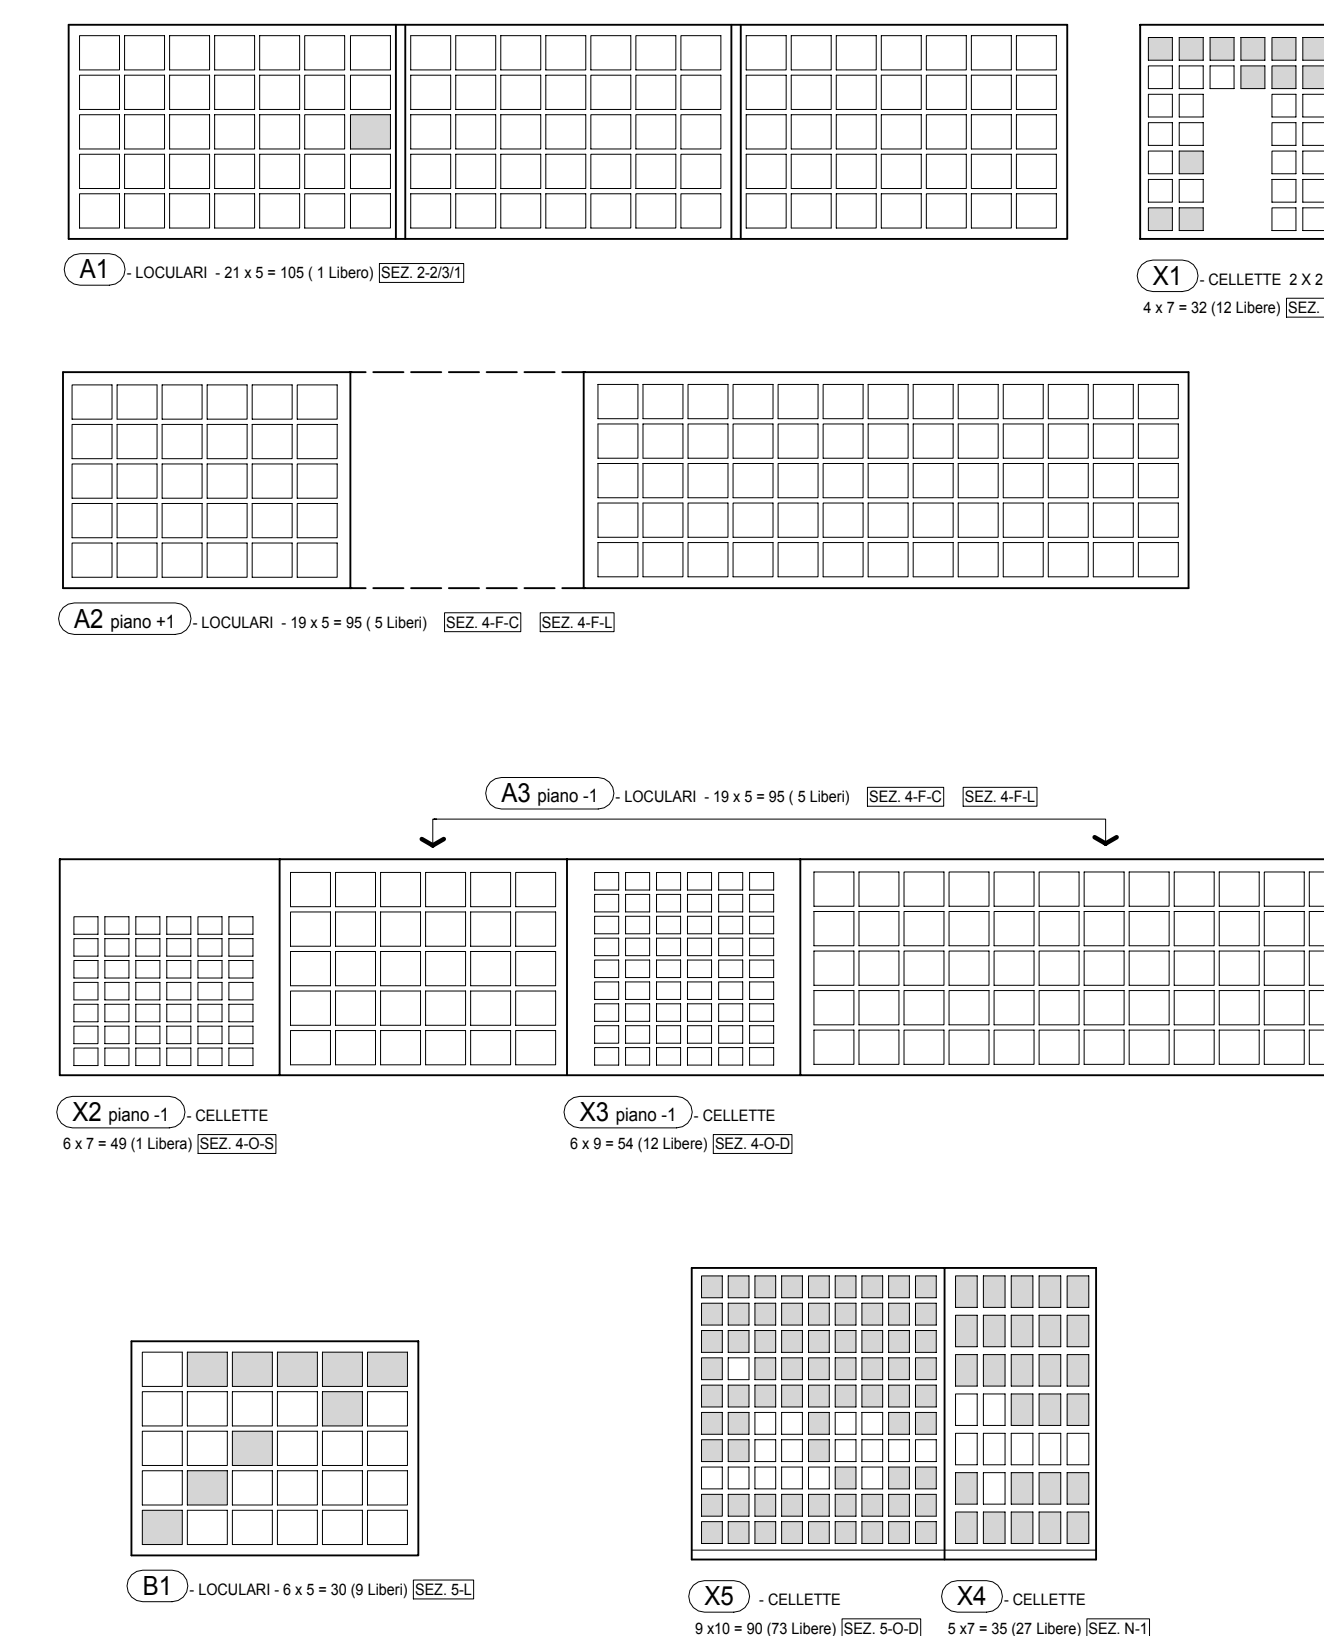 A1 - LOCULARI - 21 x 5 = 105 ( 1 Libero) SEZ. 2-2/3/1
X1 - CELLETTE 2 X 2
4 x 7 = 32 (12 Libere) SEZ.
A2 piano +1 - LOCULARI - 19 x 5 = 95 ( 5 Liberi) SEZ. 4-F-C SEZ. 4-F-L
A3 piano -1 - LOCULARI - 19 x 5 = 95 ( 5 Liberi) SEZ. 4-F-C SEZ. 4-F-L
X2 piano -1 - CELLETTE
6 x 7 = 49 (1 Libera) SEZ. 4-O-S
X3 piano -1 - CELLETTE
6 x 9 = 54 (12 Libere) SEZ. 4-O-D
B1 - LOCULARI - 6 x 5 = 30 (9 Liberi) SEZ. 5-L
X5 - CELLETTE
9 x10 = 90 (73 Libere) SEZ. 5-O-D
X4 - CELLETTE
5 x7 = 35 (27 Libere) SEZ. N-1